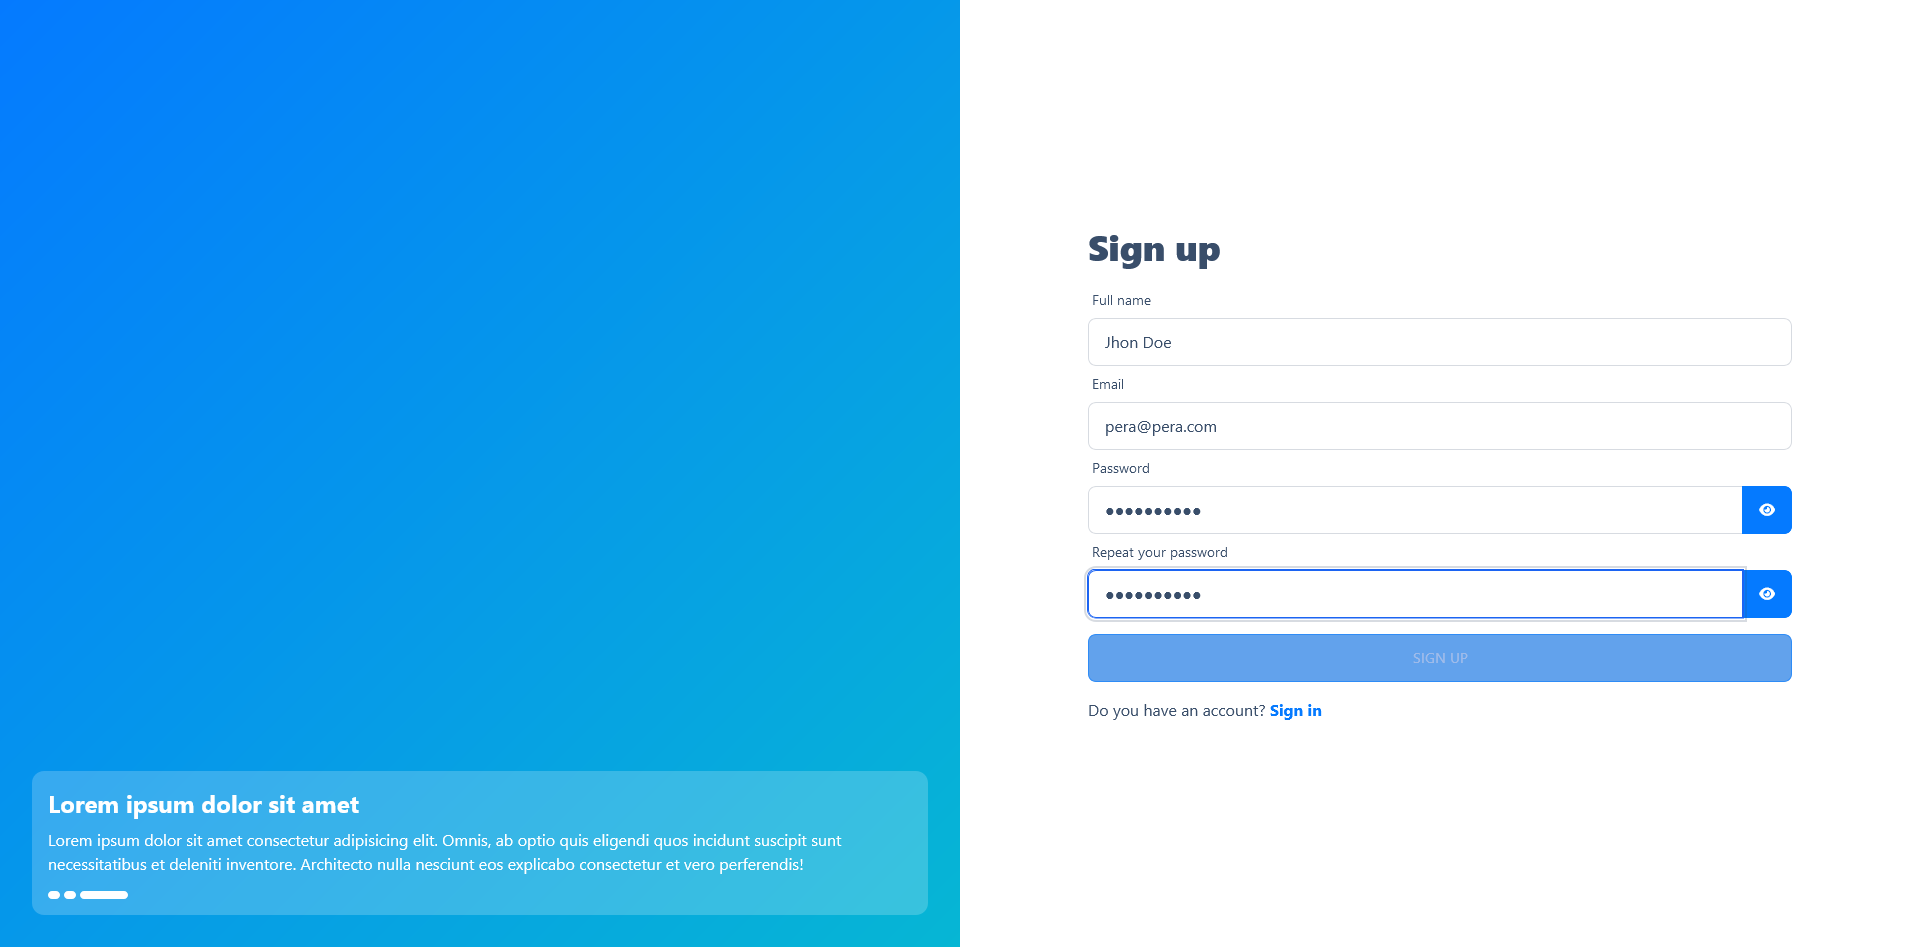 Sign up
Full name
Jhon Doe
Email
pera@pera.com
Password
••••••••••
Repeat your password
••••••••••
SIGN UP
Do you have an account? Sign in
Lorem ipsum dolor sit amet
Lorem ipsum dolor sit amet consectetur adipisicing elit. Omnis, ab optio quis eligendi quos incidunt suscipit sunt
necessitatibus et deleniti inventore. Architecto nulla nesciunt eos explicabo consectetur et vero perferendis!